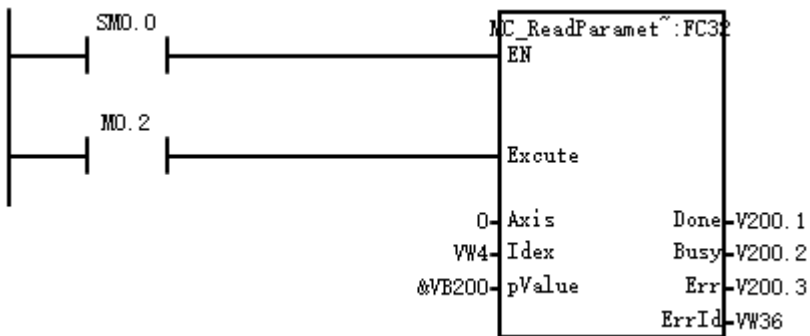 SM0.0
MC_ReadParamet~:FC32
EN
M0.2
Excute
0 Axis Done V200.1
VW4 Idex Busy V200.2
&VB200 pValue Err V200.3
ErrId VW36